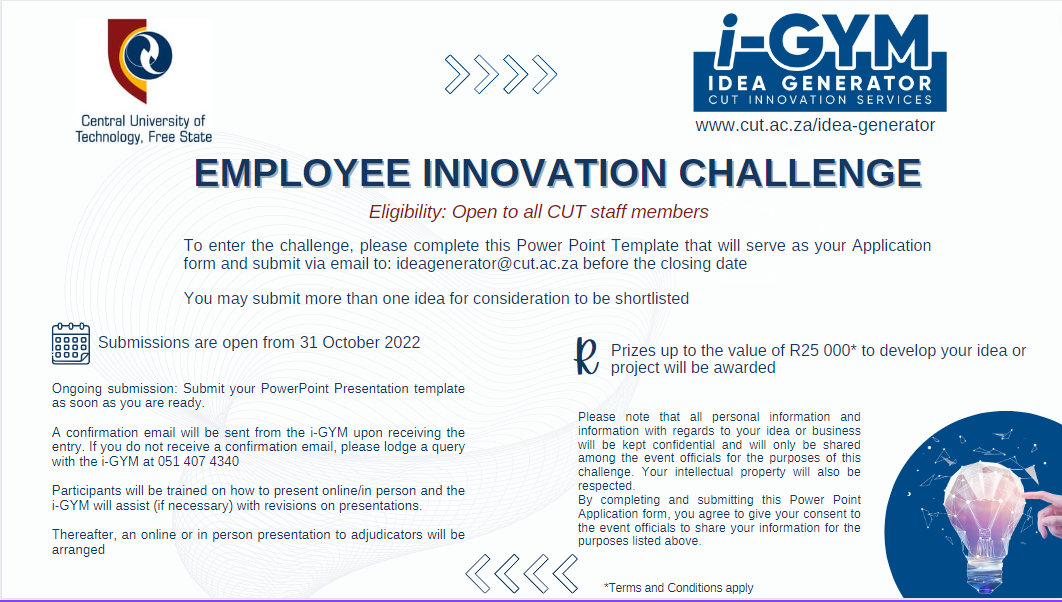 Central University of
Technology, Free State
i-GYM
IDEA GENERATOR
CUT INNOVATION SERVICES
www.cut.ac.za/idea-generator
EMPLOYEE INNOVATION CHALLENGE
Eligibility: Open to all CUT staff members
To enter the challenge, please complete this Power Point Template that will serve as your Application
form and submit via email to: ideagenerator@cut.ac.za before the closing date
You may submit more than one idea for consideration to be shortlisted
Submissions are open from 31 October 2022
Ongoing submission: Submit your PowerPoint Presentation template
as soon as you are ready.
A confirmation email will be sent from the i-GYM upon receiving the
entry. If you do not receive a confirmation email, please lodge a query
with the i-GYM at 051 407 4340
Participants will be trained on how to present online/in person and the
i-GYM will assist (if necessary) with revisions on presentations.
Thereafter, an online or in person presentation to adjudicators will be
arranged
R
Prizes up to the value of R25 000* to develop your idea or
project will be awarded
Please note that all personal information and
information with regards to your idea or business
will be kept confidential and will only be shared
among the event officials for the purposes of this
challenge. Your intellectual property will also be
respected.
By completing and submitting this Power Point
Application form, you agree to give your consent to
the event officials to share your information for the
purposes listed above.
*Terms and Conditions apply